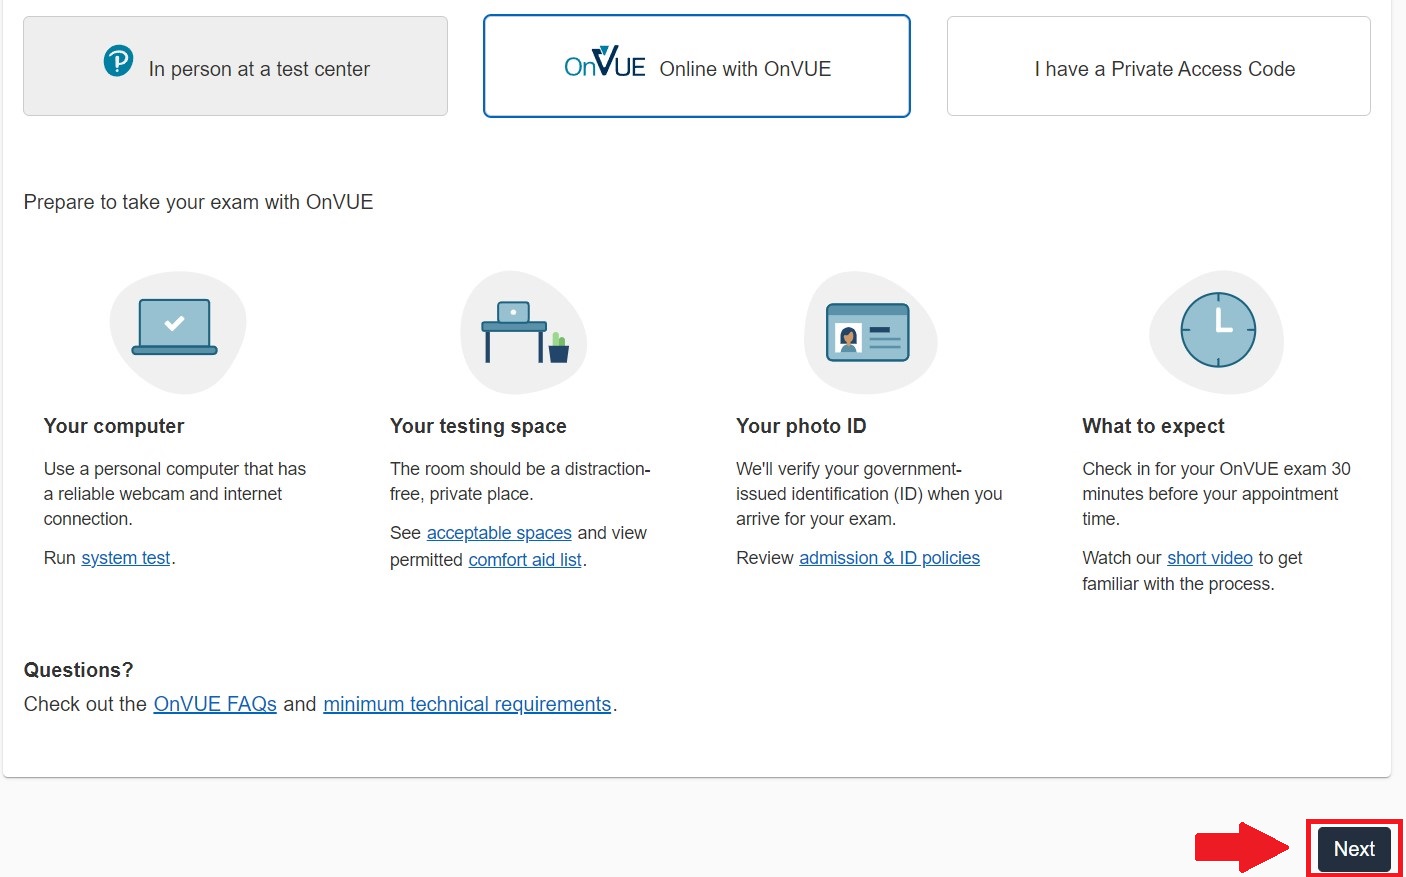 In person at a test center
OnVUE Online with OnVUE
I have a Private Access Code
Prepare to take your exam with OnVUE
Your computer
Use a personal computer that has
a reliable webcam and internet
connection.
Run system test.
Your testing space
The room should be a distraction-
free, private place.
See acceptable spaces and view
permitted comfort aid list.
Your photo ID
We'll verify your government-
issued identification (ID) when you
arrive for your exam.
Review admission & ID policies
What to expect
Check in for your OnVUE exam 30
minutes before your appointment
time.
Watch our short video to get
familiar with the process.
Questions?
Check out the OnVUE FAQs and minimum technical requirements.
Next